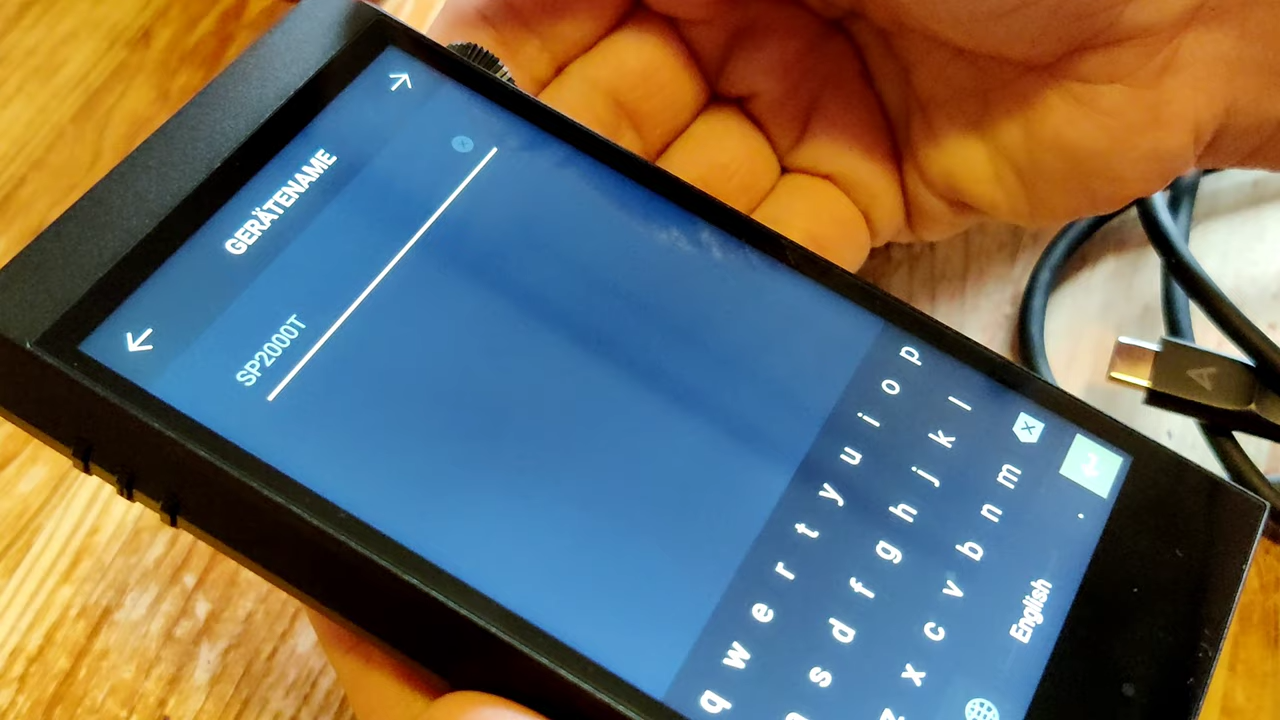 GERÄTENAME
SP2000T
q w e r t y u i o p
s d f g h j k l
z x c v b n m
English .